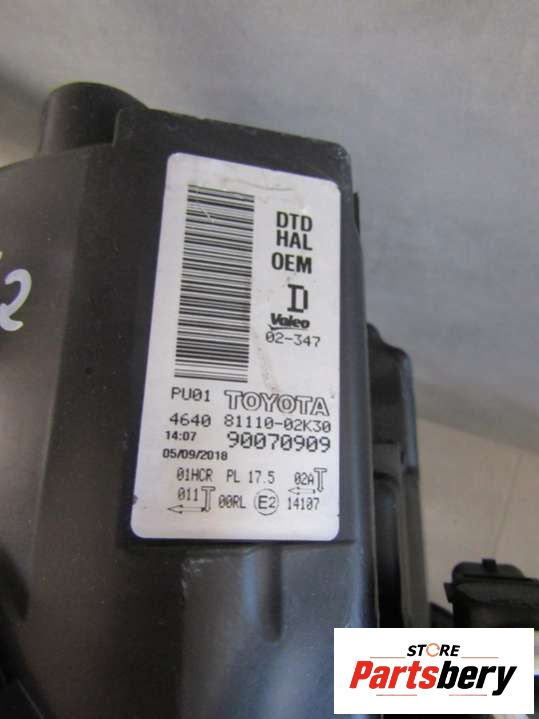 DTD
HAL
OEM
D
Valeo
02-347
PU01 TOYOTA
4640 81110-02K30
14:07 90070909
05/09/2018
01HCR PL 17.5 02A T
011 T 00RL E2 14107
STORE
Partsbery